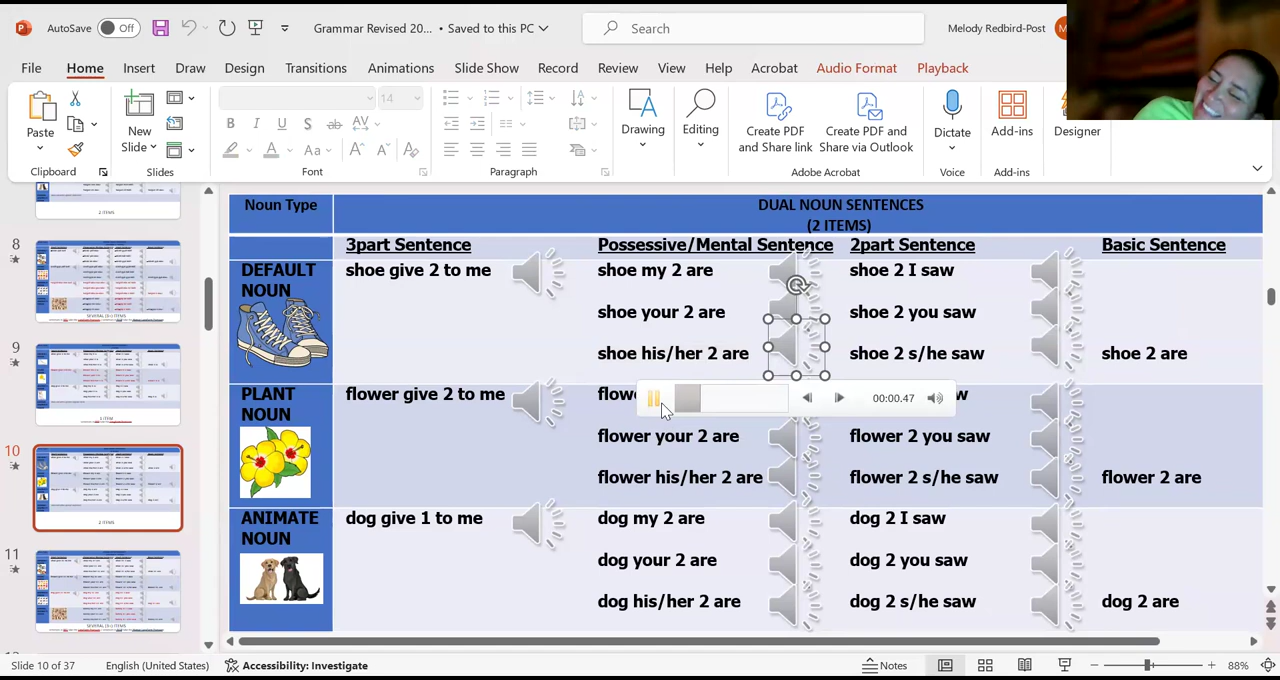 AutoSave Off
Grammar Revised 20... • Saved to this PC
Search
Melody Redbird-Post
File Home Insert Draw Design Transitions Animations Slide Show Record Review View Help Acrobat Audio Format Playback
14
Paste
New Slide
Drawing
Editing
Create PDF and Share link
Create PDF and Share via Outlook
Dictate
Add-ins
Designer
Clipboard Slides Font Paragraph Adobe Acrobat Voice Add-ins
2 ITEMS
8
9
10
2 ITEMS
11
Noun Type
DUAL NOUN SENTENCES
(2 ITEMS)
3part Sentence Possessive/Mental Sentence 2part Sentence Basic Sentence
DEFAULT NOUN
shoe give 2 to me shoe my 2 are shoe 2 I saw
shoe your 2 are shoe 2 you saw
shoe his/her 2 are shoe 2 s/he saw shoe 2 are
00:00.47
PLANT NOUN
flower give 2 to me
flower your 2 are flower 2 you saw
flower his/her 2 are flower 2 s/he saw flower 2 are
ANIMATE NOUN
dog give 1 to me dog my 2 are dog 2 I saw
dog your 2 are dog 2 you saw
dog his/her 2 are dog 2 s/he saw dog 2 are
Slide 10 of 37 English (United States) Accessibility: Investigate Notes 88%